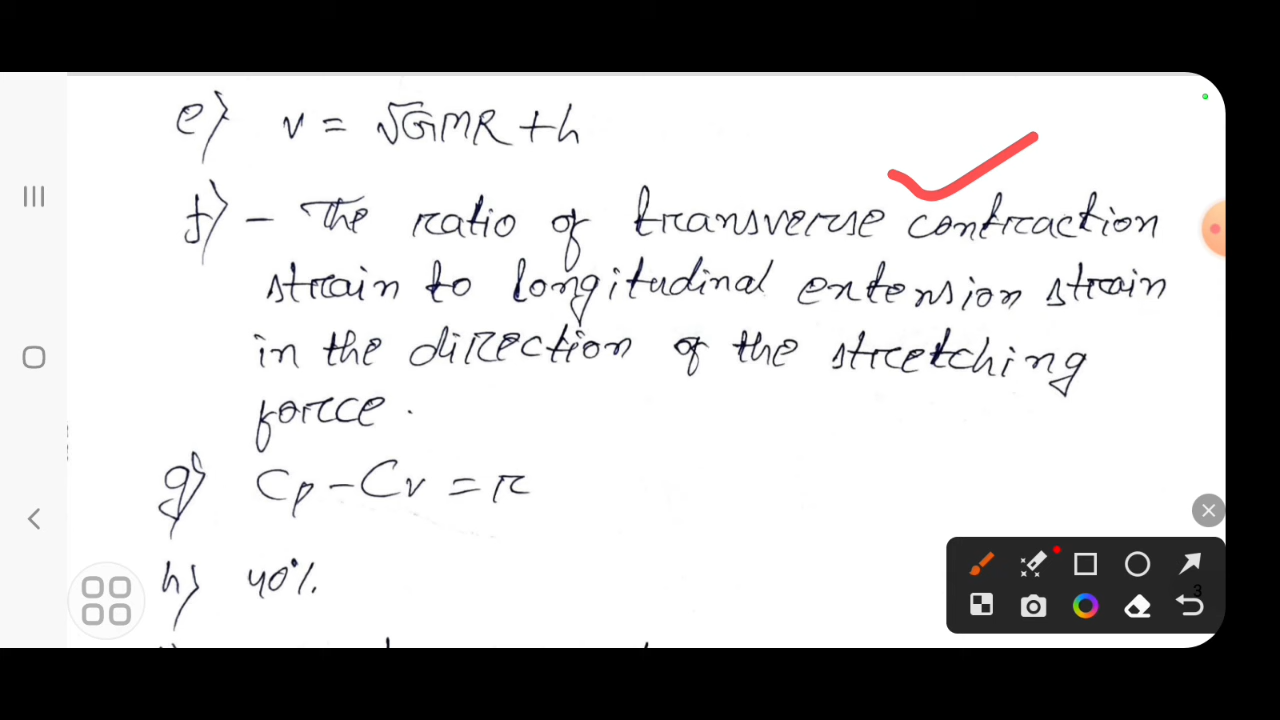 e) v = √GMR + h
f) - The ratio of transverse contraction
strain to longitudinal extension strain
in the direction of the stretching
force.
g) Cp - Cv = r
h) 40%
3